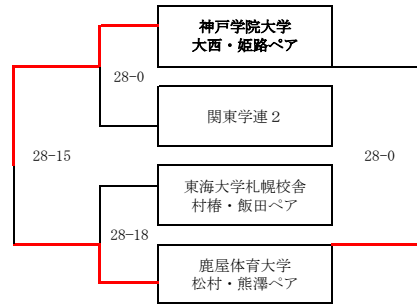 神戸学院大学
大西・姫路ペア
28-0
関東学連２
28-15
28-0
東海大学札幌校舎
村椿・飯田ペア
28-18
鹿屋体育大学
松村・熊澤ペア